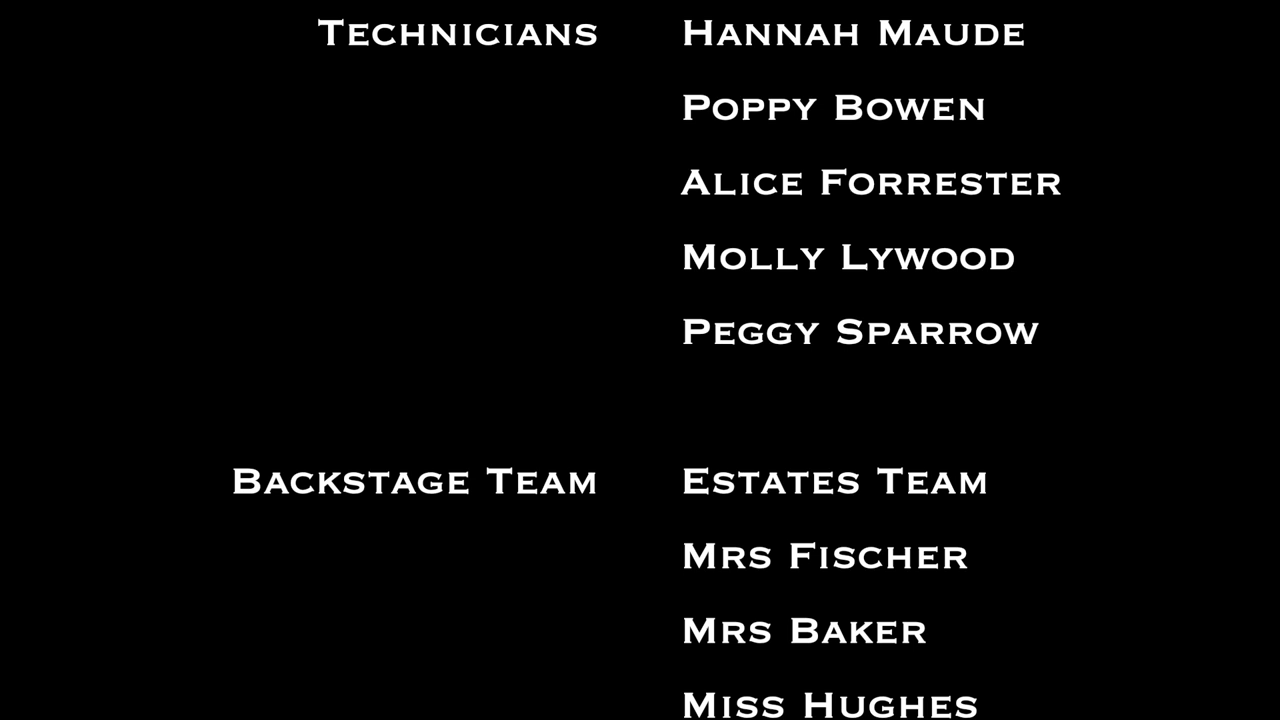 Technicians Hannah Maude
Poppy Bowen
Alice Forrester
Molly Lywood
Peggy Sparrow
Backstage Team Estates Team
Mrs Fischer
Mrs Baker
Miss Hughes